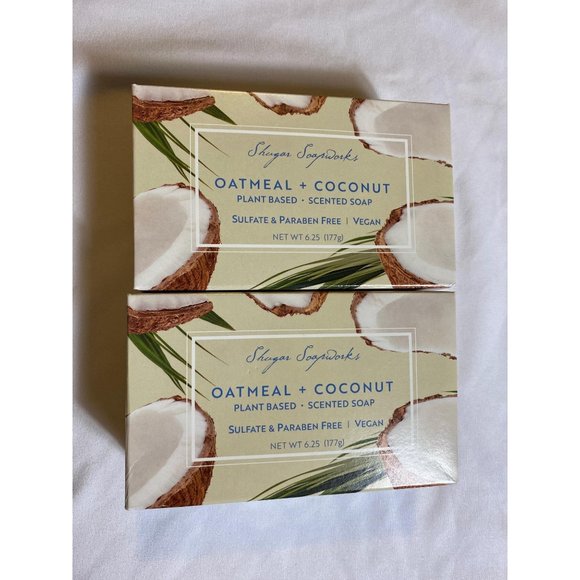 Shugar Soapworks
OATMEAL + COCONUT
PLANT BASED · SCENTED SOAP
SULFATE & PARABEN FREE | VEGAN
NET WT 6.25 (177g)
Shugar Soapworks
OATMEAL + COCONUT
PLANT BASED · SCENTED SOAP
SULFATE & PARABEN FREE | VEGAN
NET WT 6.25 (177g)